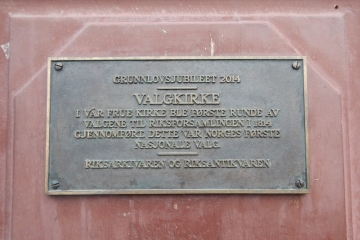 GRUNNLOVSJUBILEET 2014
VALGKIRKE
I VÅR FRUE KIRKE BLE FØRSTE RUNDE AV
VALGENE TIL RIKSFORSAMLINGEN I 1814
GJENNOMFØRT. DETTE VAR NORGES FØRSTE
NASJONALE VALG.
RIKSARKIVAREN OG RIKSANTIKVAREN